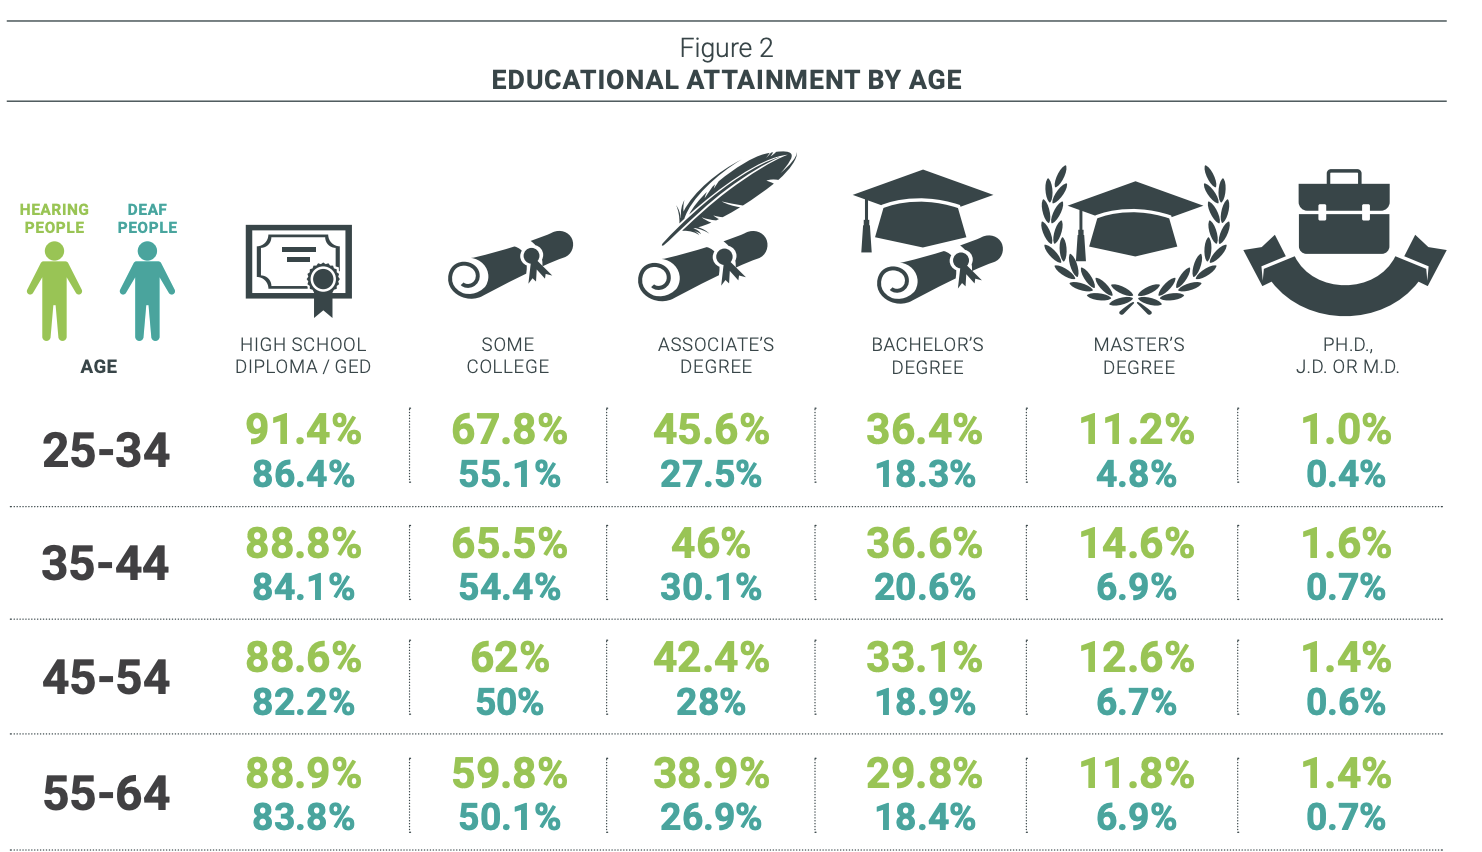 Figure 2
EDUCATIONAL ATTAINMENT BY AGE
HEARING PEOPLE
DEAF PEOPLE
AGE
HIGH SCHOOL
DIPLOMA / GED
SOME
COLLEGE
ASSOCIATE'S
DEGREE
BACHELOR'S
DEGREE
MASTER'S
DEGREE
PH.D.,
J.D. OR M.D.
25-34
91.4% 67.8% 45.6% 36.4% 11.2% 1.0%
86.4% 55.1% 27.5% 18.3% 4.8% 0.4%
35-44
88.8% 65.5% 46% 36.6% 14.6% 1.6%
84.1% 54.4% 30.1% 20.6% 6.9% 0.7%
45-54
88.6% 62% 42.4% 33.1% 12.6% 1.4%
82.2% 50% 28% 18.9% 6.7% 0.6%
55-64
88.9% 59.8% 38.9% 29.8% 11.8% 1.4%
83.8% 50.1% 26.9% 18.4% 6.9% 0.7%